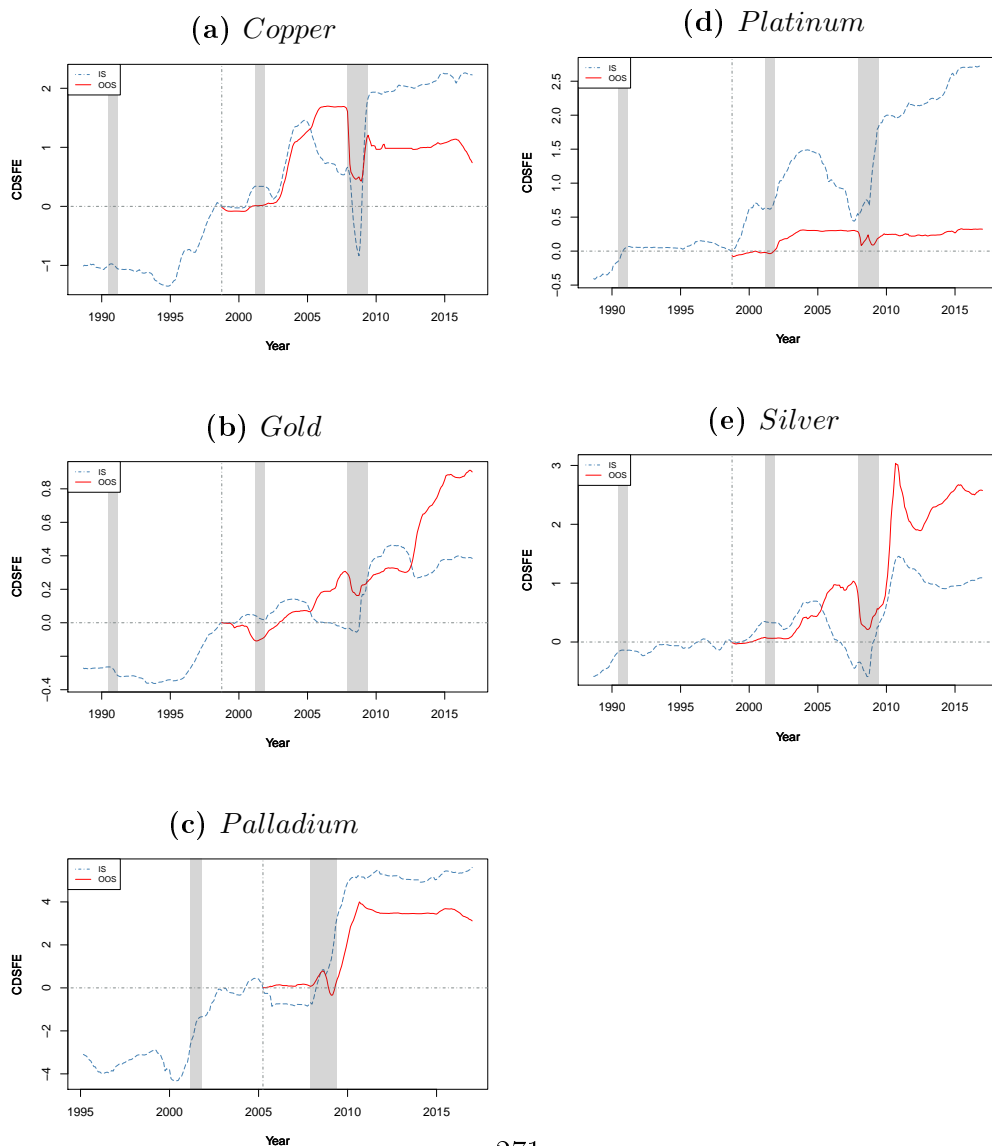 (a) Copper
IS
OOS
CDSFE
2
1
0
−1
1990 1995 2000 2005 2010 2015
Year
(d) Platinum
IS
OOS
CDSFE
2.5
2.0
1.5
1.0
0.5
0.0
−0.5
1990 1995 2000 2005 2010 2015
Year
(b) Gold
IS
OOS
CDSFE
0.8
0.6
0.4
0.2
0.0
−0.4
1990 1995 2000 2005 2010 2015
Year
(e) Silver
IS
OOS
CDSFE
3
2
1
0
1990 1995 2000 2005 2010 2015
Year
(c) Palladium
IS
OOS
CDSFE
4
2
0
−2
−4
1995 2000 2005 2010 2015
Year